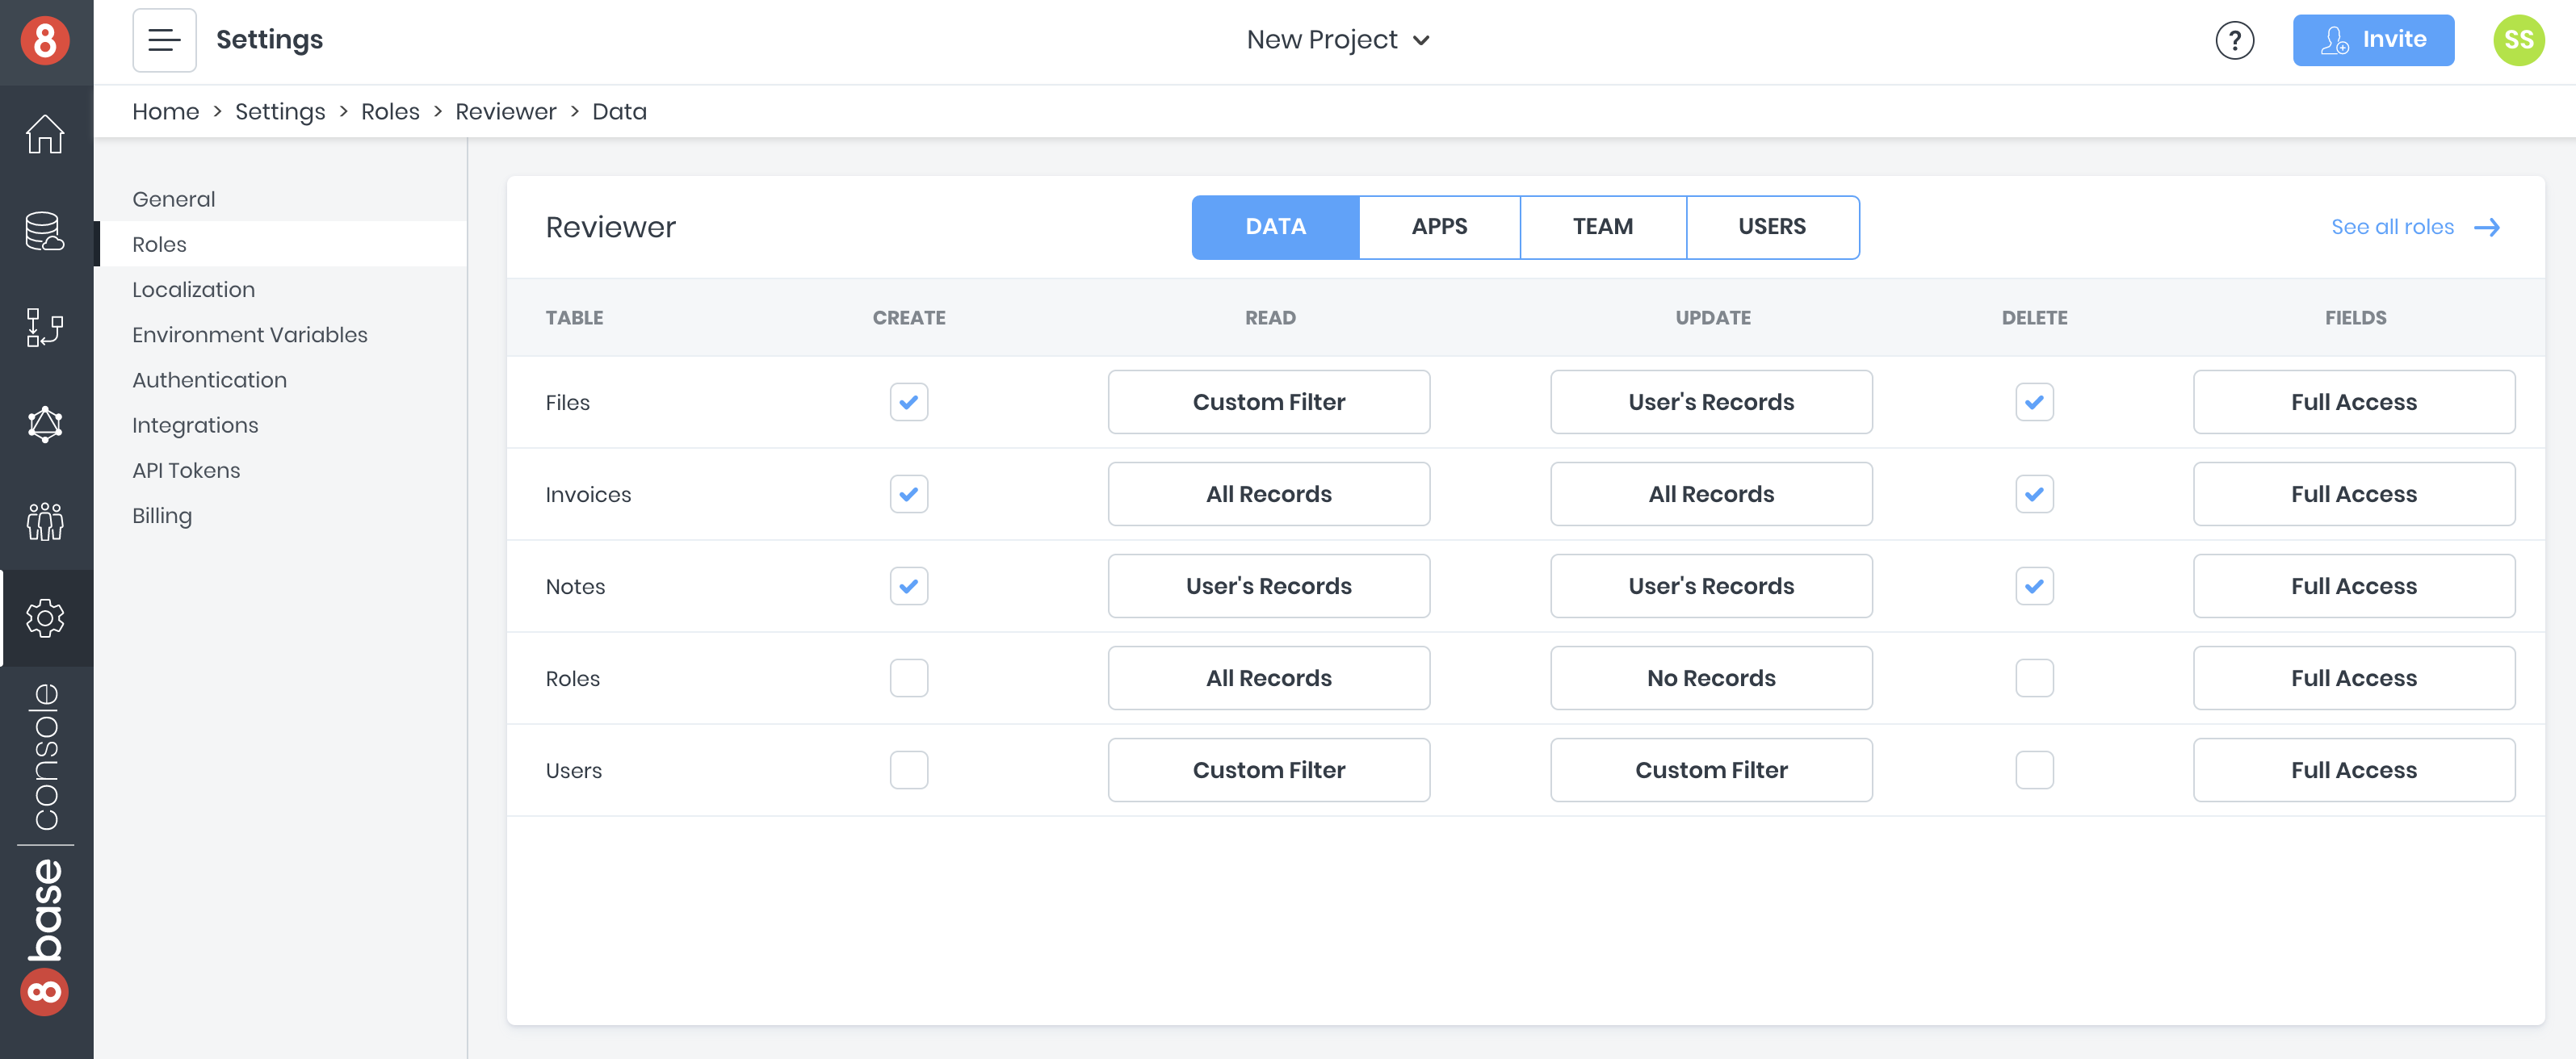 8
Settings
New Project
?
Invite
SS
Home > Settings > Roles > Reviewer > Data
General
Roles
Localization
Environment Variables
Authentication
Integrations
API Tokens
Billing
Reviewer
DATA APPS TEAM USERS
See all roles
TABLE CREATE READ UPDATE DELETE FIELDS
Files Custom Filter User's Records Full Access
Invoices All Records All Records Full Access
Notes User's Records User's Records Full Access
Roles All Records No Records Full Access
Users Custom Filter Custom Filter Full Access
8 base | console